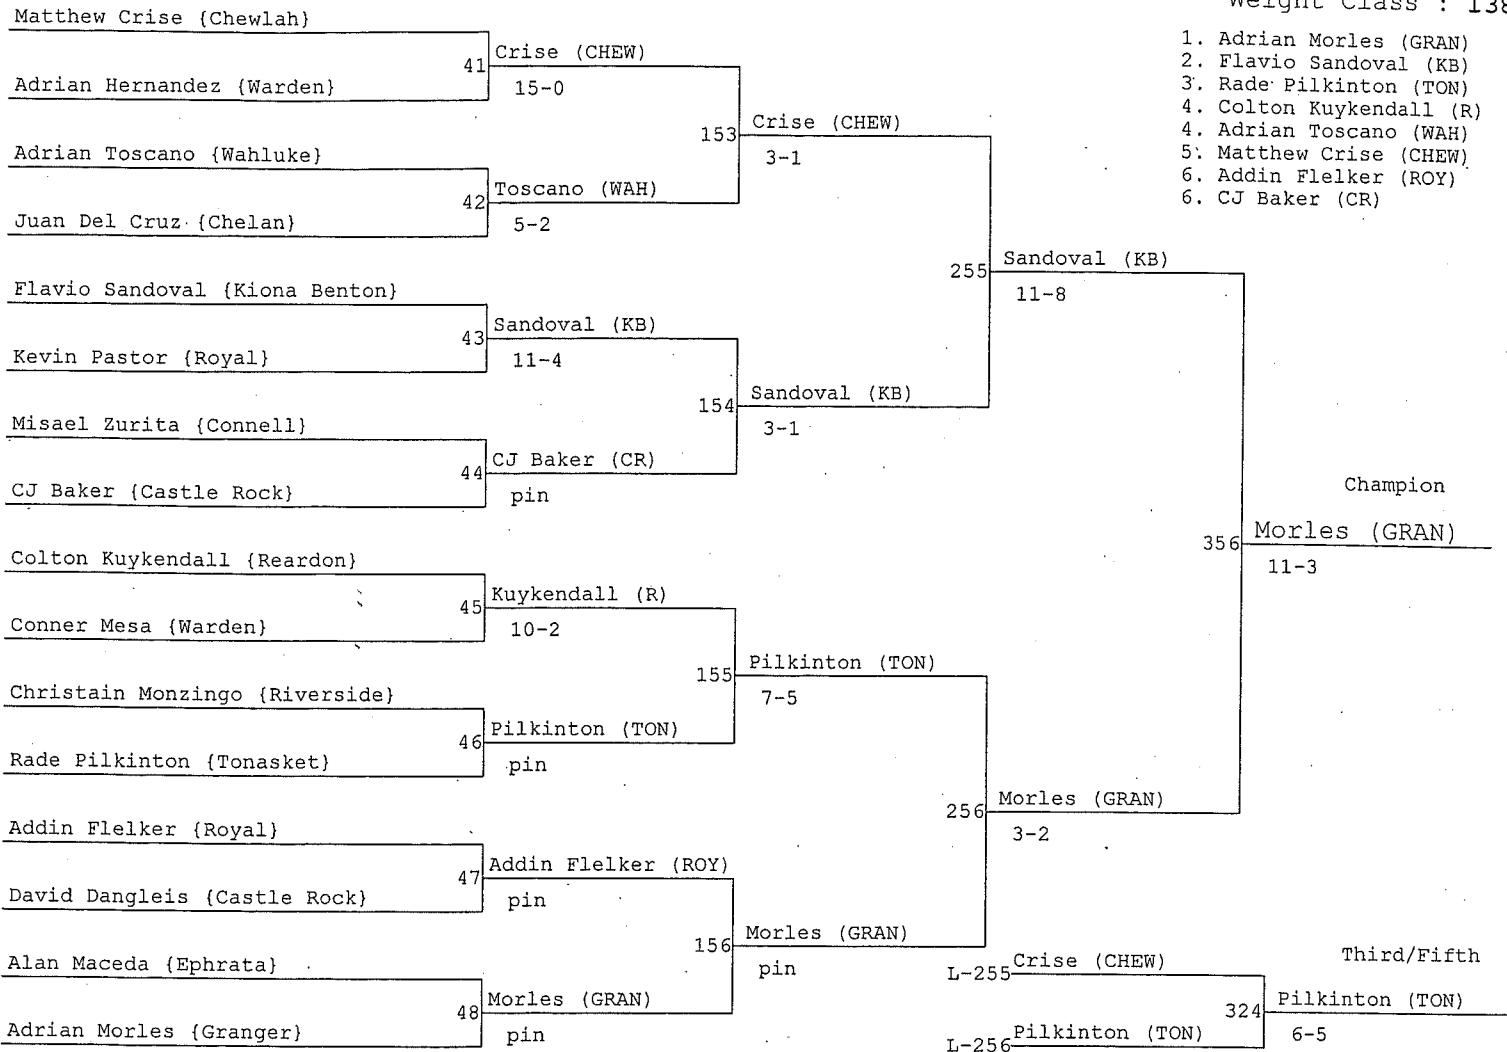 Weight Class : 138
1. Adrian Morles (GRAN)
2. Flavio Sandoval (KB)
3. Rade Pilkinton (TON)
4. Colton Kuykendall (R)
4. Adrian Toscano (WAH)
5. Matthew Crise (CHEW)
6. Addin Flelker (ROY)
6. CJ Baker (CR)
Matthew Crise {Chewlah}
41 Crise (CHEW)
15-0
Adrian Hernandez {Warden}
153 Crise (CHEW)
3-1
Adrian Toscano {Wahluke}
42 Toscano (WAH)
5-2
Juan Del Cruz {Chelan}
255 Sandoval (KB)
11-8
Flavio Sandoval {Kiona Benton}
43 Sandoval (KB)
11-4
Kevin Pastor {Royal}
154 Sandoval (KB)
3-1
Misael Zurita {Connell}
44 CJ Baker (CR)
pin
CJ Baker {Castle Rock}
Champion
356 Morles (GRAN)
11-3
Colton Kuykendall {Reardon}
45 Kuykendall (R)
10-2
Conner Mesa {Warden}
155 Pilkinton (TON)
7-5
Christain Monzingo {Riverside}
46 Pilkinton (TON)
pin
Rade Pilkinton {Tonasket}
256 Morles (GRAN)
3-2
Addin Flelker {Royal}
47 Addin Flelker (ROY)
pin
David Dangleis {Castle Rock}
156 Morles (GRAN)
pin
Alan Maceda {Ephrata}
48 Morles (GRAN)
pin
Adrian Morles {Granger}
Third/Fifth
L-255 Crise (CHEW)
324 Pilkinton (TON)
6-5
L-256 Pilkinton (TON)